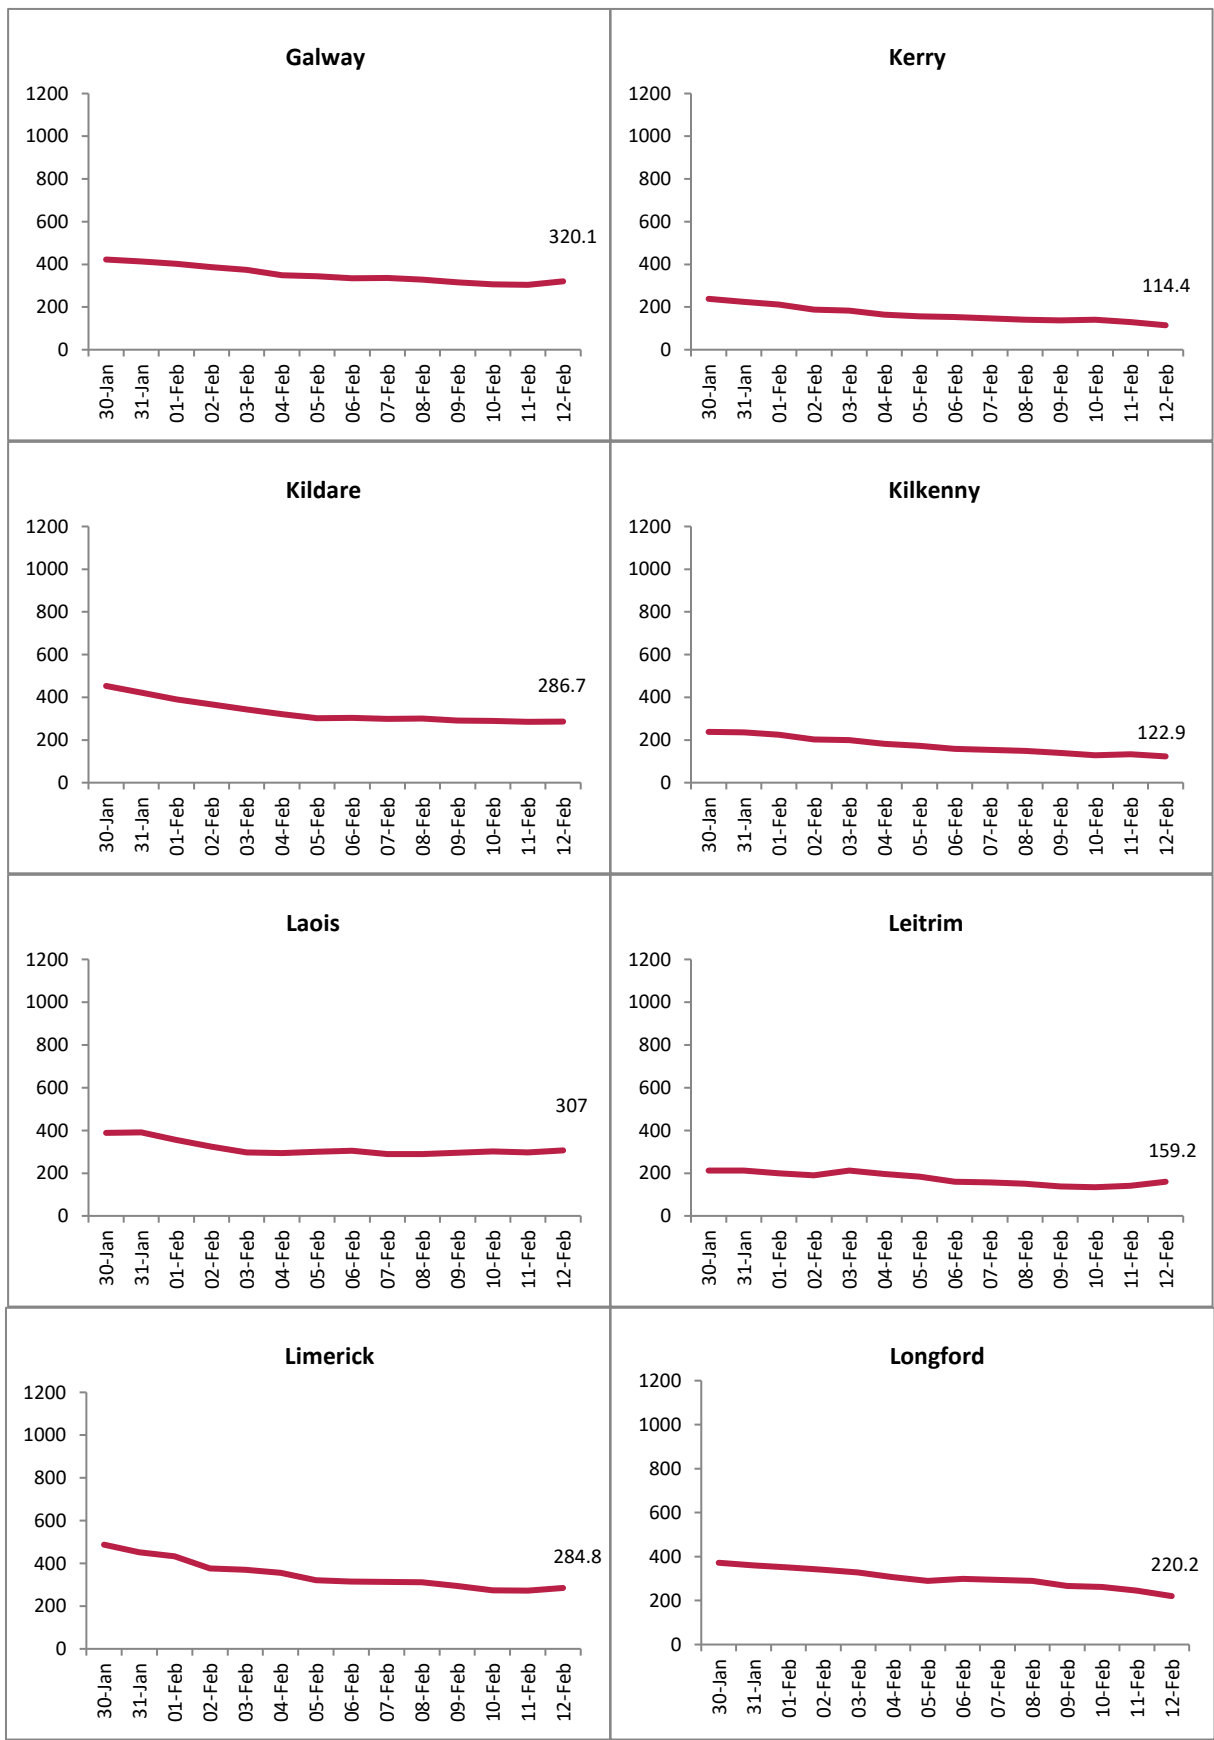 Galway
1200
1000
800
600
400
200
0
320.1
30-Jan
31-Jan
01-Feb
02-Feb
03-Feb
04-Feb
05-Feb
06-Feb
07-Feb
08-Feb
09-Feb
10-Feb
11-Feb
12-Feb
Kerry
1200
1000
800
600
400
200
0
114.4
30-Jan
31-Jan
01-Feb
02-Feb
03-Feb
04-Feb
05-Feb
06-Feb
07-Feb
08-Feb
09-Feb
10-Feb
11-Feb
12-Feb
Kildare
1200
1000
800
600
400
200
0
286.7
30-Jan
31-Jan
01-Feb
02-Feb
03-Feb
04-Feb
05-Feb
06-Feb
07-Feb
08-Feb
09-Feb
10-Feb
11-Feb
12-Feb
Kilkenny
1200
1000
800
600
400
200
0
122.9
30-Jan
31-Jan
01-Feb
02-Feb
03-Feb
04-Feb
05-Feb
06-Feb
07-Feb
08-Feb
09-Feb
10-Feb
11-Feb
12-Feb
Laois
1200
1000
800
600
400
200
0
307
30-Jan
31-Jan
01-Feb
02-Feb
03-Feb
04-Feb
05-Feb
06-Feb
07-Feb
08-Feb
09-Feb
10-Feb
11-Feb
12-Feb
Leitrim
1200
1000
800
600
400
200
0
159.2
30-Jan
31-Jan
01-Feb
02-Feb
03-Feb
04-Feb
05-Feb
06-Feb
07-Feb
08-Feb
09-Feb
10-Feb
11-Feb
12-Feb
Limerick
1200
1000
800
600
400
200
0
284.8
30-Jan
31-Jan
01-Feb
02-Feb
03-Feb
04-Feb
05-Feb
06-Feb
07-Feb
08-Feb
09-Feb
10-Feb
11-Feb
12-Feb
Longford
1200
1000
800
600
400
200
0
220.2
30-Jan
31-Jan
01-Feb
02-Feb
03-Feb
04-Feb
05-Feb
06-Feb
07-Feb
08-Feb
09-Feb
10-Feb
11-Feb
12-Feb